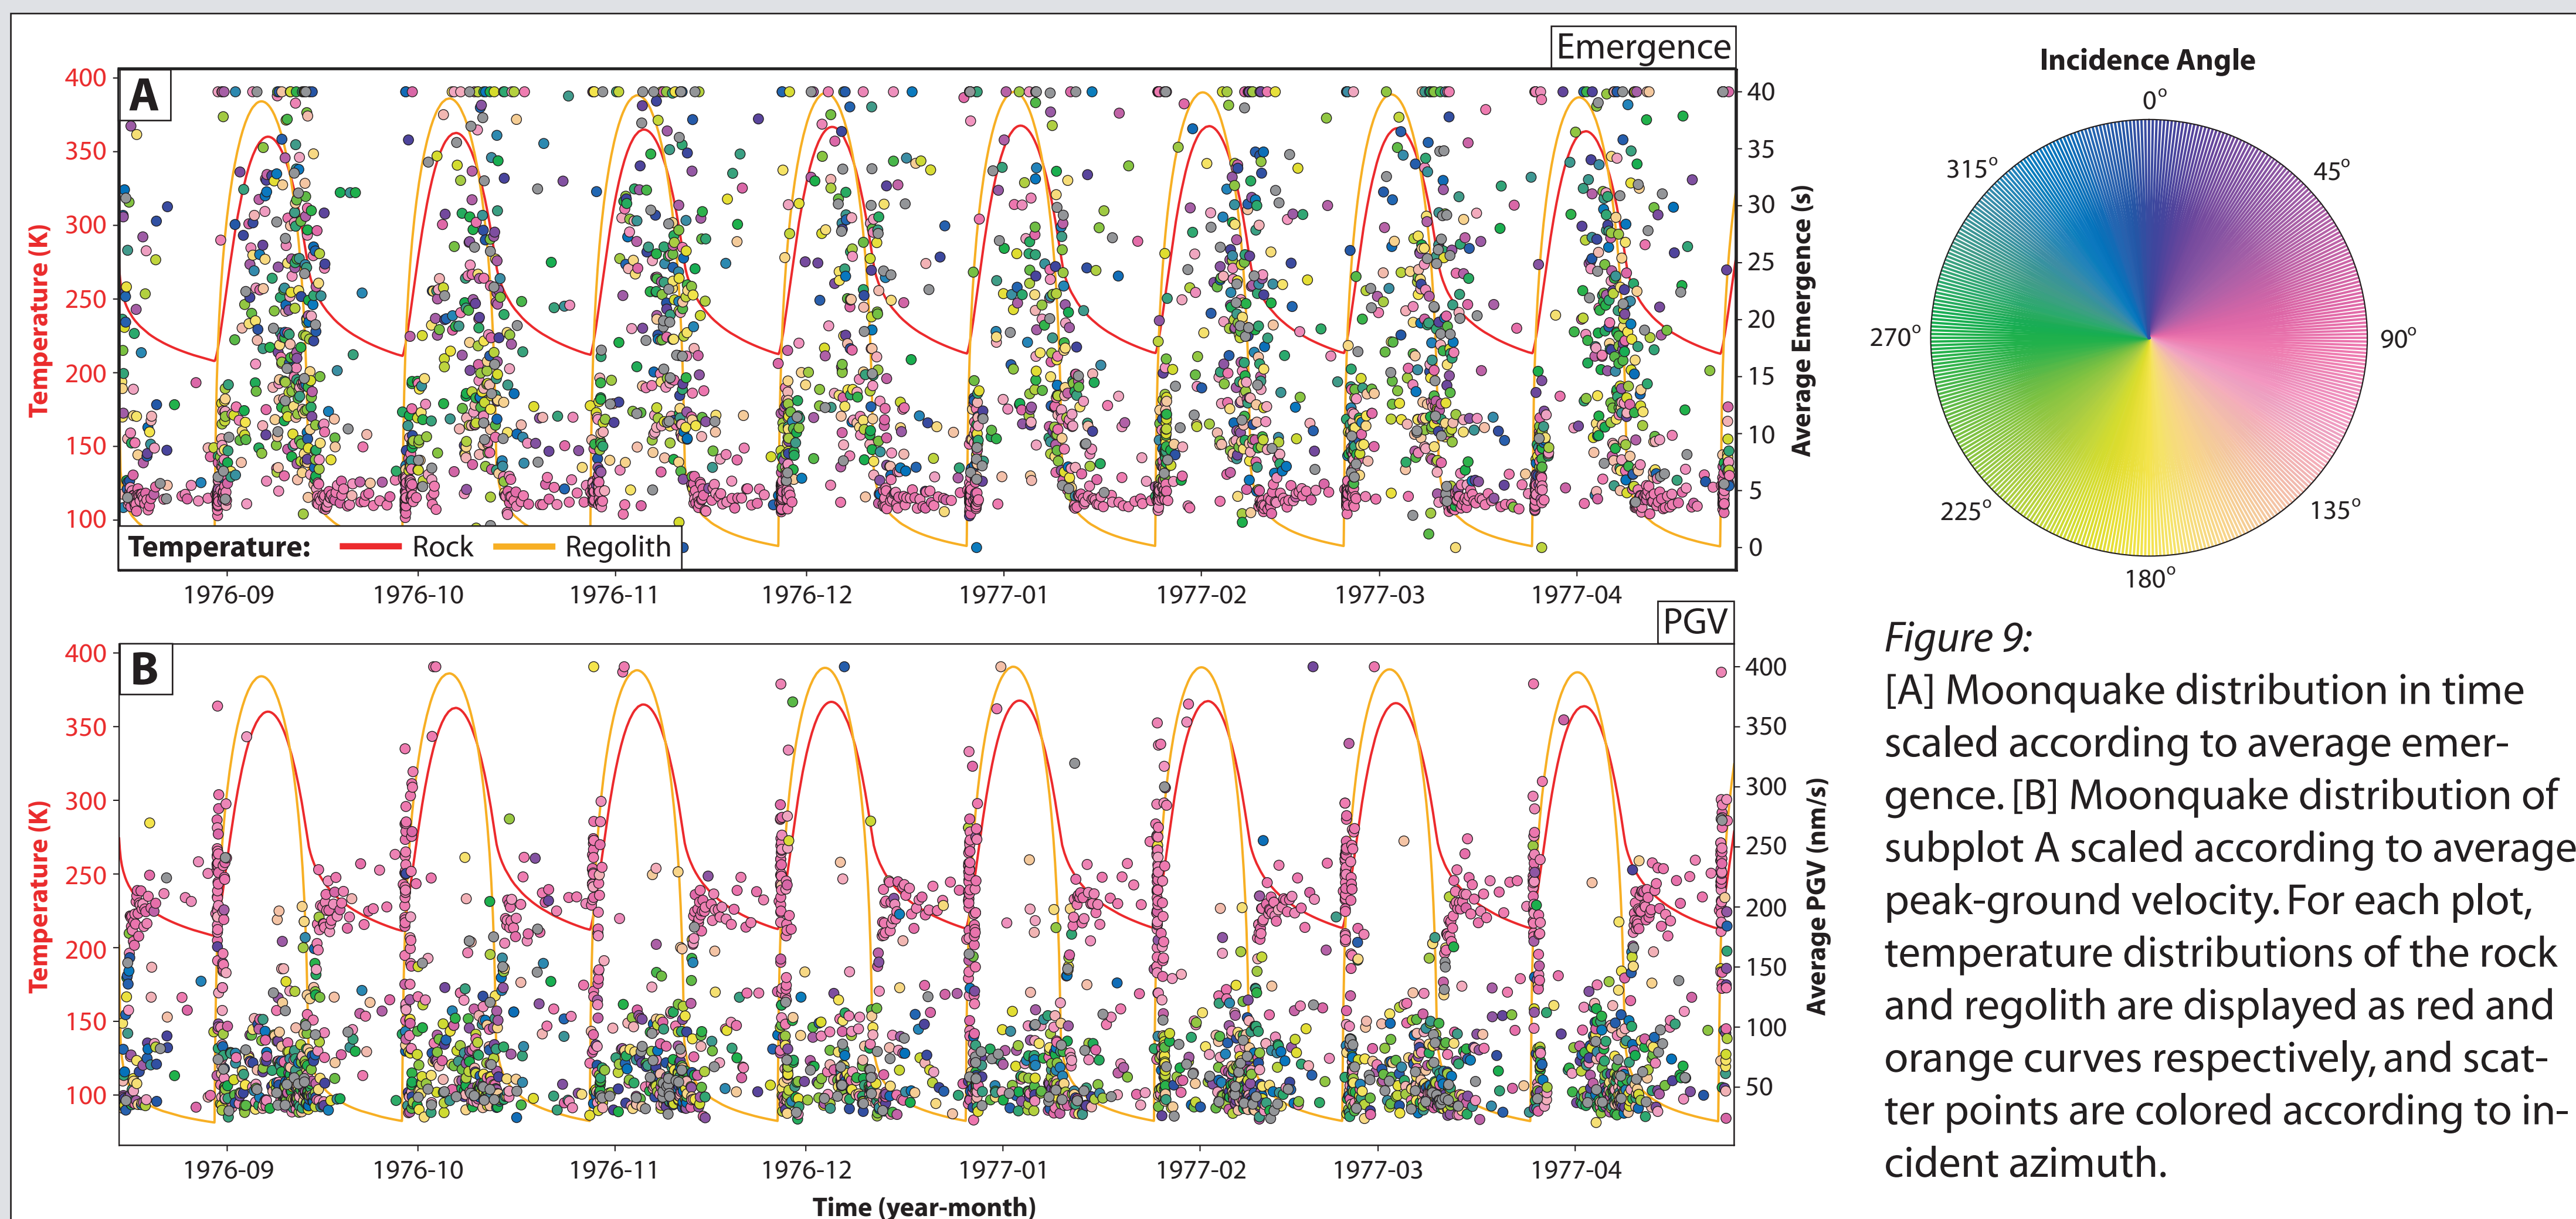 Emergence
A
400
350
300
250
200
150
100
Temperature (K)
40
35
30
25
20
15
10
5
0
Average Emergence (s)
Temperature: Rock Regolith
1976-09 1976-10 1976-11 1976-12 1977-01 1977-02 1977-03 1977-04
PGV
B
400
350
300
250
200
150
100
Temperature (K)
400
350
300
250
200
150
100
50
Average PGV (nm/s)
1976-09 1976-10 1976-11 1976-12 1977-01 1977-02 1977-03 1977-04
Time (year-month)
Incidence Angle
0°
315° 45°
270° 90°
225° 135°
180°
Figure 9:
[A] Moonquake distribution in time
scaled according to average emer-
gence. [B] Moonquake distribution of
subplot A scaled according to average
peak-ground velocity. For each plot,
temperature distributions of the rock
and regolith are displayed as red and
orange curves respectively, and scat-
ter points are colored according to in-
cident azimuth.